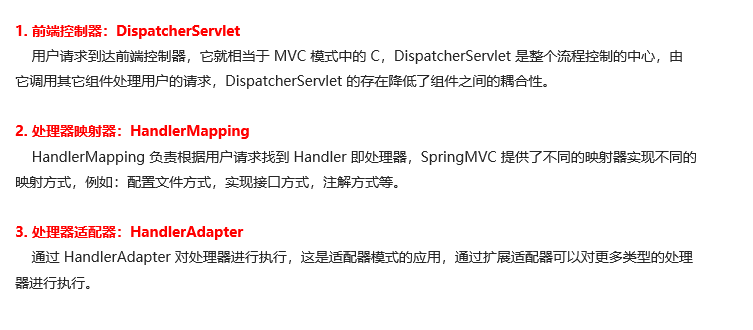 1. 前端控制器：DispatcherServlet
用户请求到达前端控制器，它就相当于 MVC 模式中的 C，DispatcherServlet 是整个流程控制的中心，由
它调用其它组件处理用户的请求，DispatcherServlet 的存在降低了组件之间的耦合性。
2. 处理器映射器：HandlerMapping
HandlerMapping 负责根据用户请求找到 Handler 即处理器，SpringMVC 提供了不同的映射器实现不同的
映射方式，例如：配置文件方式，实现接口方式，注解方式等。
3. 处理器适配器：HandlerAdapter
通过 HandlerAdapter 对处理器进行执行，这是适配器模式的应用，通过扩展适配器可以对更多类型的处理
器进行执行。